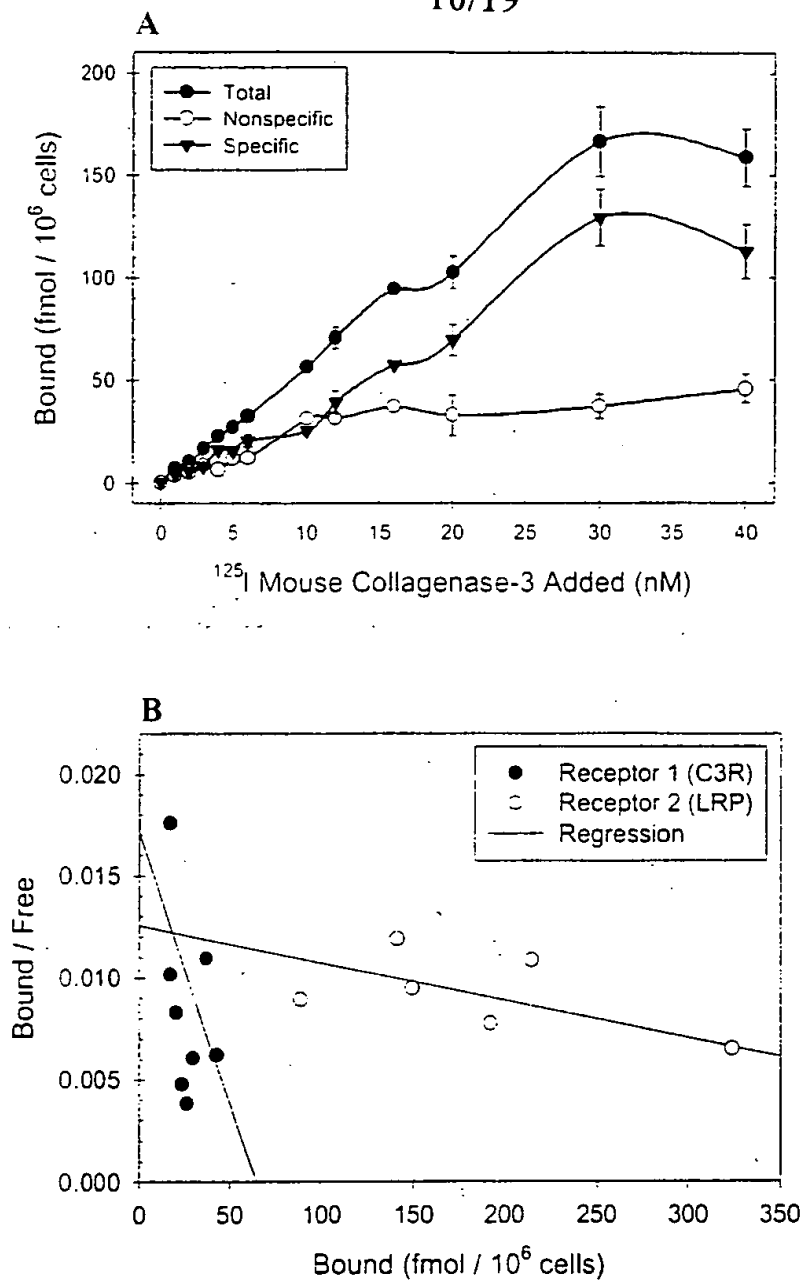 10/19
A
200
150
100
50
0
Bound (fmol / 10⁶ cells)
Total
Nonspecific
Specific
0 5 10 15 20 25 30 35 40
¹²⁵I Mouse Collagenase-3 Added (nM)
B
0.020
0.015
0.010
0.005
0.000
Bound / Free
Receptor 1 (C3R)
Receptor 2 (LRP)
Regression
0 50 100 150 200 250 300 350
Bound (fmol / 10⁶ cells)